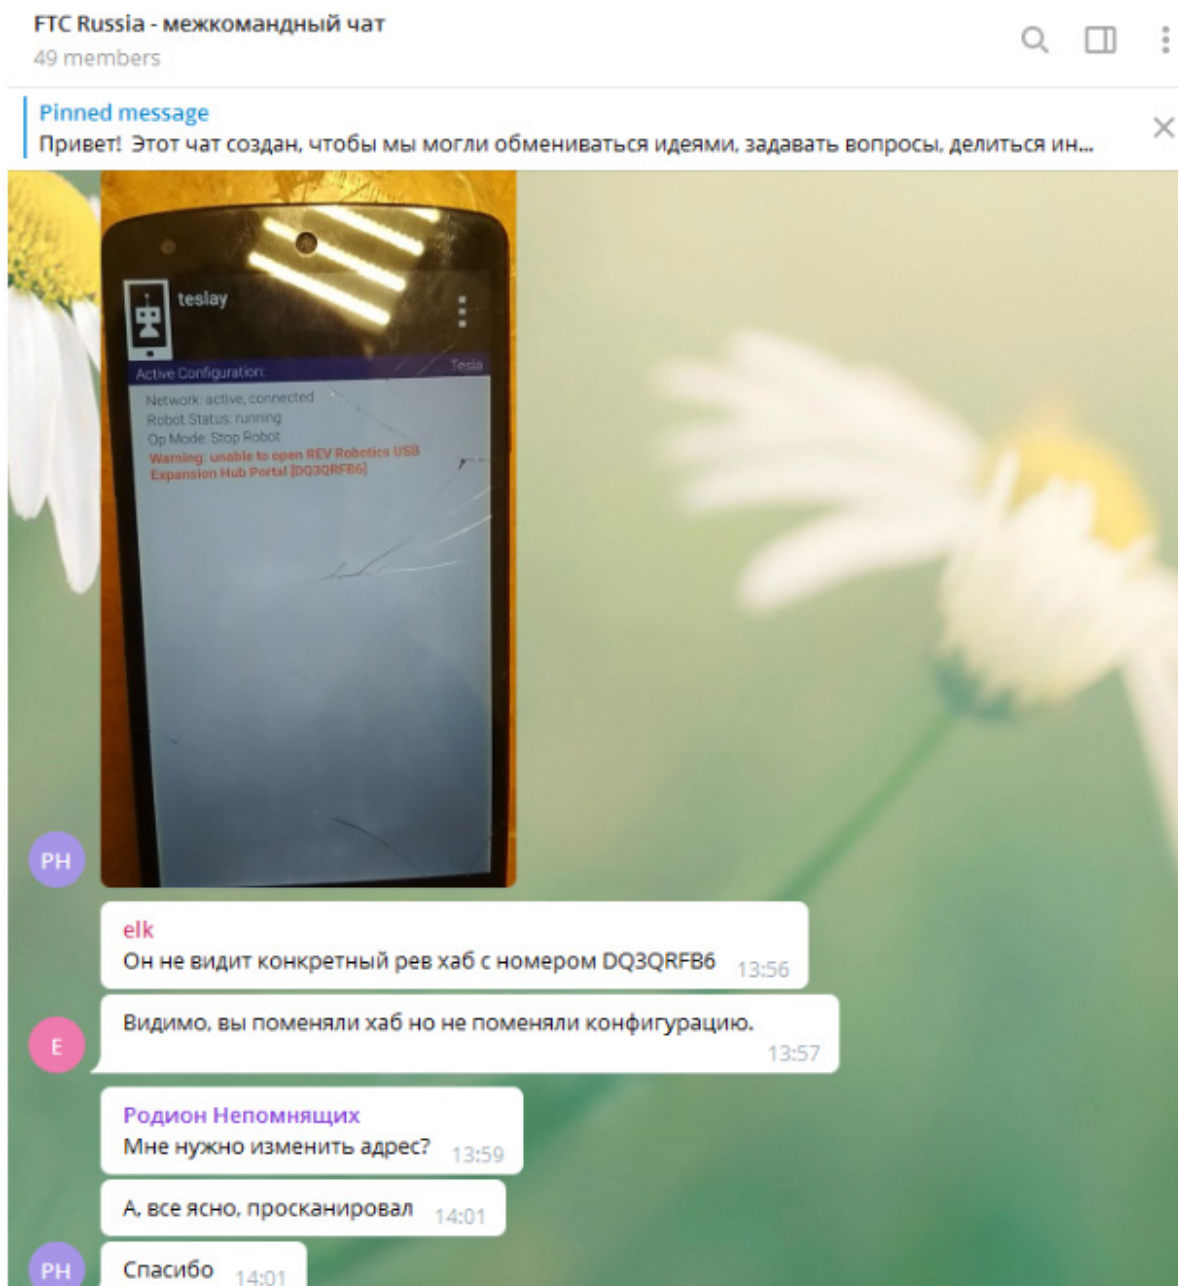 FTC Russia - межкомандный чат
49 members
Pinned message
Привет! Этот чат создан, чтобы мы могли обмениваться идеями, задавать вопросы, делиться ин...
teslay
Active Configuration: Tesla
Network: active, connected
Robot Status: running
Op Mode: Stop Robot
Warning: unable to open REV Robotics USB
Expansion Hub Portal [DQ3QRFB6]
РН
elk
Он не видит конкретный рев хаб с номером DQ3QRFB6 13:56
Видимо, вы поменяли хаб но не поменяли конфигурацию.
13:57
E
Родион Непомнящих
Мне нужно изменить адрес? 13:59
А, все ясно, просканировал 14:01
РН
Спасибо 14:01